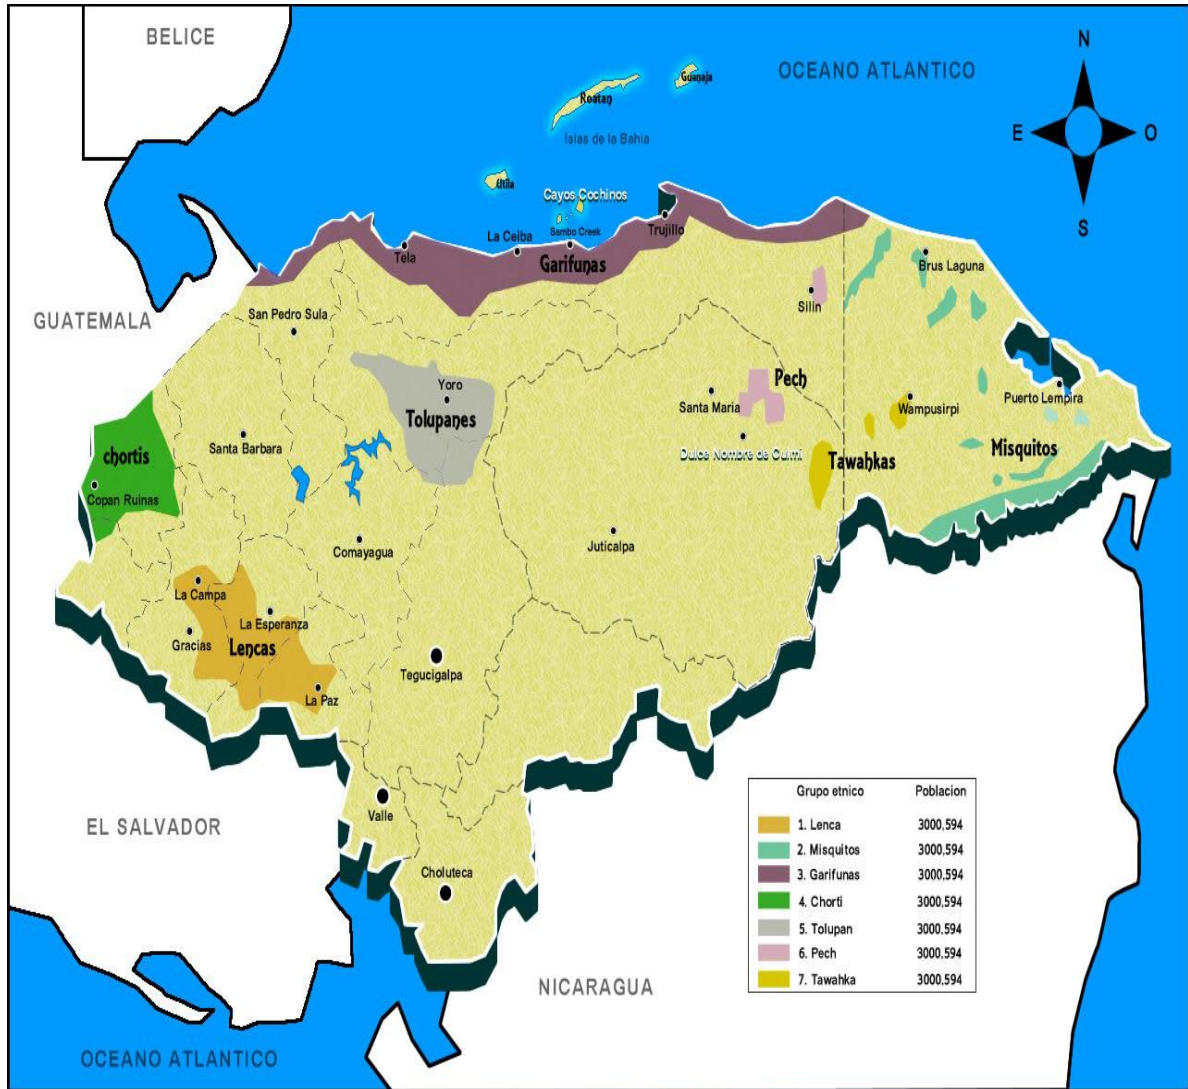 BELICE
OCEANO ATLANTICO
N
E
O
S
Guanaja
Roatan
Islas de la Bahia
Utila
Cayos Cochinos
Sambo Creek
Trujillo
La Ceiba
Tela
Garifunas
Brus Laguna
Silin
GUATEMALA
San Pedro Sula
Yoro
Tolupanes
Pech
Santa Maria
Dulce Nombre de Culmi
Wampusirpi
Puerto Lempira
Tawahkas
Misquitos
chortis
Santa Barbara
Copan Ruinas
Comayagua
Juticalpa
La Campa
La Esperanza
Gracias
Lencas
Tegucigalpa
La Paz
Valle
EL SALVADOR
Choluteca
NICARAGUA
OCEANO ATLANTICO
Grupo etnico Poblacion
1. Lenca 3000,594
2. Misquitos 3000,594
3. Garifunas 3000,594
4. Chorti 3000,594
5. Tolupan 3000,594
6. Pech 3000,594
7. Tawahka 3000,594